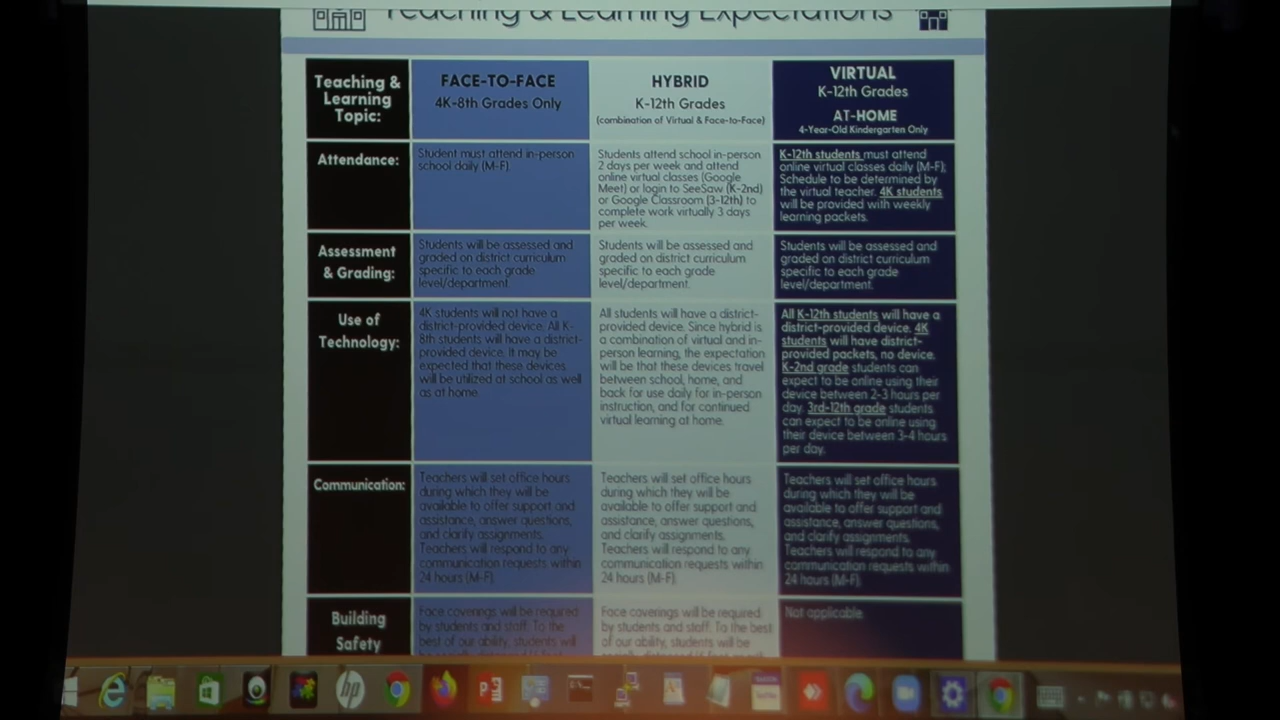 Teaching & Learning Expectations
Teaching &
Learning
Topic:
FACE-TO-FACE
4K-8th Grades Only
HYBRID
K-12th Grades
(combination of Virtual & Face-to-Face)
VIRTUAL
K-12th Grades
AT-HOME
4-Year-Old Kindergarten Only
Attendance:
Student must attend in-person
school daily (M-F).
Students attend school in-person
2 days per week and attend
online virtual classes (Google
Meet) or login to SeeSaw (K-2nd)
or Google Classroom (3-12th) to
complete work virtually 3 days
per week.
K-12th students must attend
online virtual classes daily (M-F);
Schedule to be determined by
the virtual teacher. 4K students
will be provided with weekly
learning packets.
Assessment
& Grading:
Students will be assessed and
graded on district curriculum
specific to each grade
level/department.
Students will be assessed and
graded on district curriculum
specific to each grade
level/department.
Students will be assessed and
graded on district curriculum
specific to each grade
level/department.
Use of
Technology:
4K students will not have a
district-provided device. All K-
8th students will have a district-
provided device. It may be
expected that these devices
will be utilized at school as well
as at home.
All students will have a district-
provided device. Since hybrid is
a combination of virtual and in-
person learning, the expectation
will be that these devices travel
between school, home, and
back for use daily for in-person
instruction, and for continued
virtual learning at home.
All K-12th students will have a
district-provided device. 4K
students will have district-
provided packets, no device.
K-2nd grade students can
expect to be online using their
device between 2-3 hours per
day. 3rd-12th grade students
can expect to be online using
their device between 3-4 hours
per day.
Communication:
Teachers will set office hours
during which they will be
available to offer support and
assistance, answer questions,
and clarify assignments.
Teachers will respond to any
communication requests within
24 hours (M-F).
Teachers will set office hours
during which they will be
available to offer support and
assistance, answer questions,
and clarify assignments.
Teachers will respond to any
communication requests within
24 hours (M-F).
Teachers will set office hours
during which they will be
available to offer support and
assistance, answer questions,
and clarify assignments.
Teachers will respond to any
communication requests within
24 hours (M-F).
Building
Safety
Face coverings will be required
by students and staff. To the
best of our ability, students will
Face coverings will be required
by students and staff. To the best
of our ability, students will be
Not applicable
hp